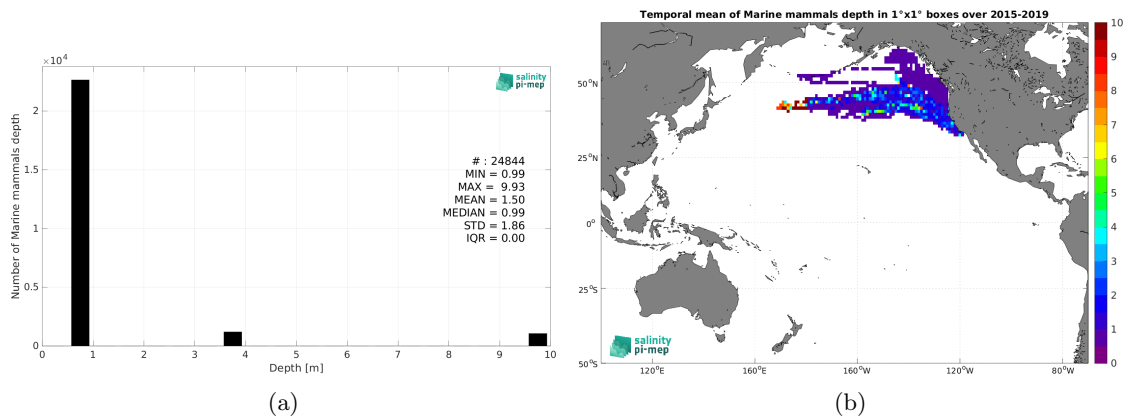 ×10⁴
2
1.5
1
0.5
0
0 1 2 3 4 5 6 7 8 9 10
Number of Marine mammals depth
Depth [m]
salinity
pi-mep
# : 24844
MIN = 0.99
MAX = 9.93
MEAN = 1.50
MEDIAN = 0.99
STD = 1.86
IQR = 0.00
(a)
Temporal mean of Marine mammals depth in 1°x1° boxes over 2015-2019
50°N
25°N
0°
25°S
50°S
120°E 160°E 160°W 120°W 80°W
salinity
pi-mep
10
9
8
7
6
5
4
3
2
1
0
(b)